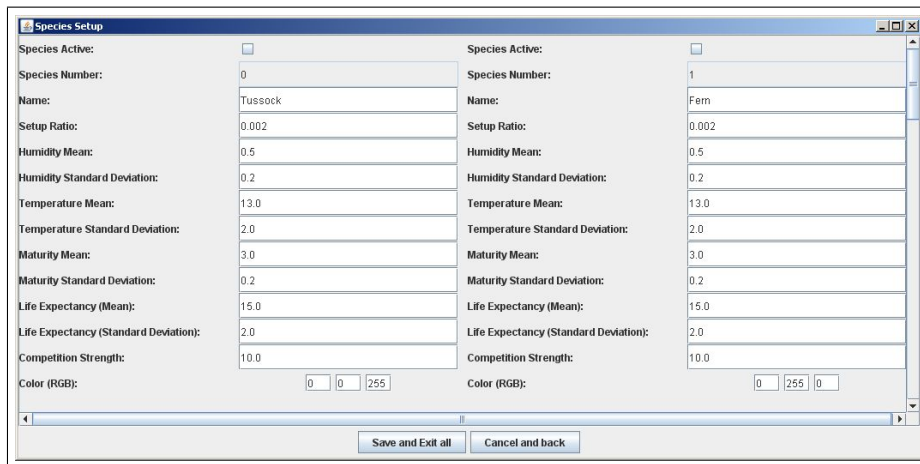 Species Setup
Species Active: Species Active:
Species Number: 0 Species Number: 1
Name: Tussock Name: Fern
Setup Ratio: 0.002 Setup Ratio: 0.002
Humidity Mean: 0.5 Humidity Mean: 0.5
Humidity Standard Deviation: 0.2 Humidity Standard Deviation: 0.2
Temperature Mean: 13.0 Temperature Mean: 13.0
Temperature Standard Deviation: 2.0 Temperature Standard Deviation: 2.0
Maturity Mean: 3.0 Maturity Mean: 3.0
Maturity Standard Deviation: 0.2 Maturity Standard Deviation: 0.2
Life Expectancy (Mean): 15.0 Life Expectancy (Mean): 15.0
Life Expectancy (Standard Deviation): 2.0 Life Expectancy (Standard Deviation): 2.0
Competition Strength: 10.0 Competition Strength: 10.0
Color (RGB): 0 0 255 Color (RGB): 0 255 0
Save and Exit all Cancel and back